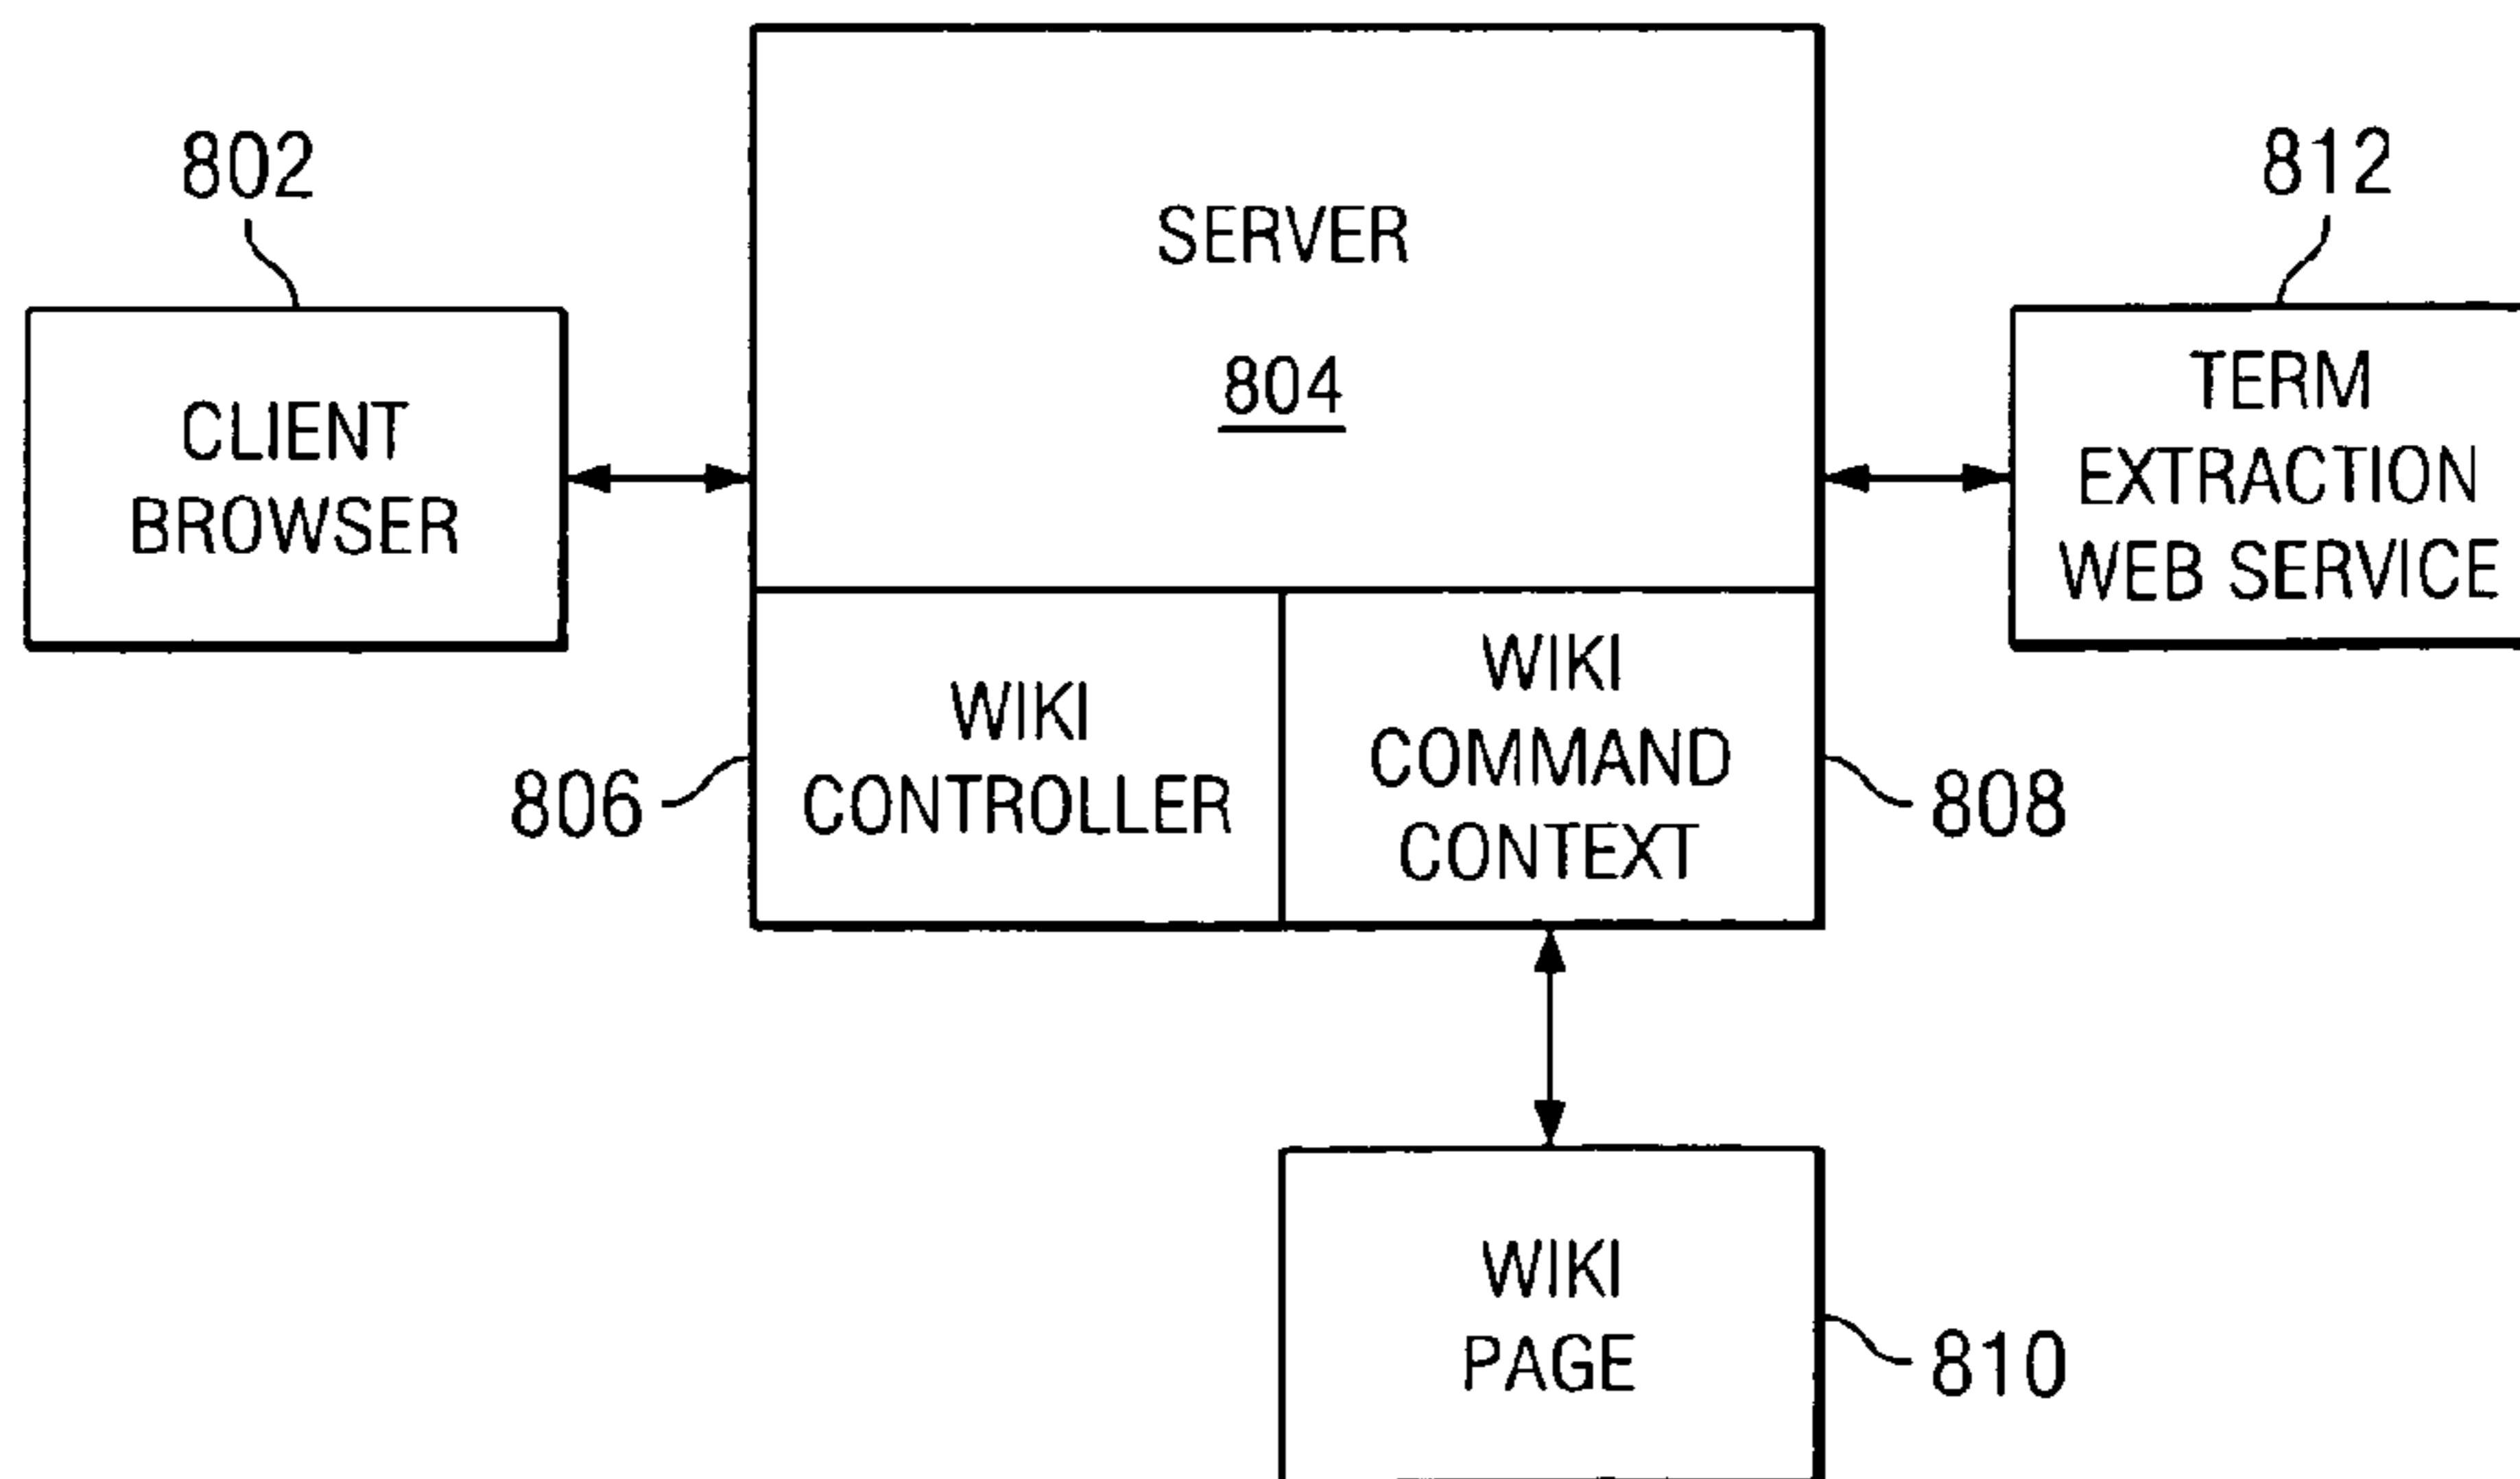 802
CLIENT
BROWSER
SERVER
804
812
TERM
EXTRACTION
WEB SERVICE
806
WIKI
CONTROLLER
WIKI
COMMAND
CONTEXT
808
WIKI
PAGE
810